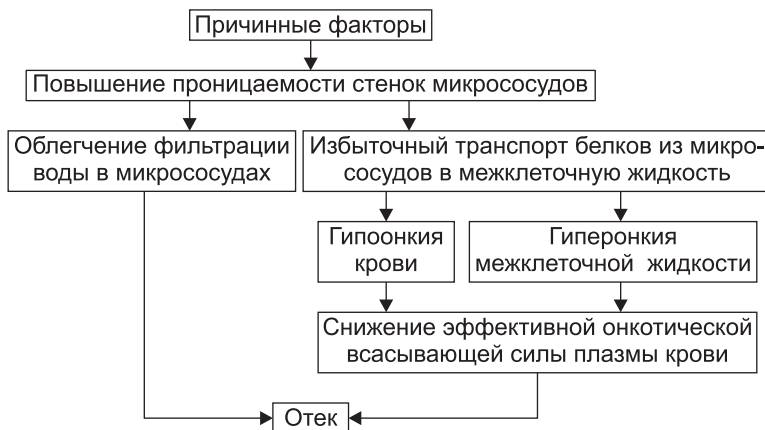 Причинные факторы
Повышение проницаемости стенок микрососудов
Облегчение фильтрации
воды в микрососудах
Избыточный транспорт белков из микро-
сосудов в межклеточную жидкость
Гипоонкия
крови
Гиперонкия
межклеточной жидкости
Снижение эффективной онкотической
всасывающей силы плазмы крови
Отек